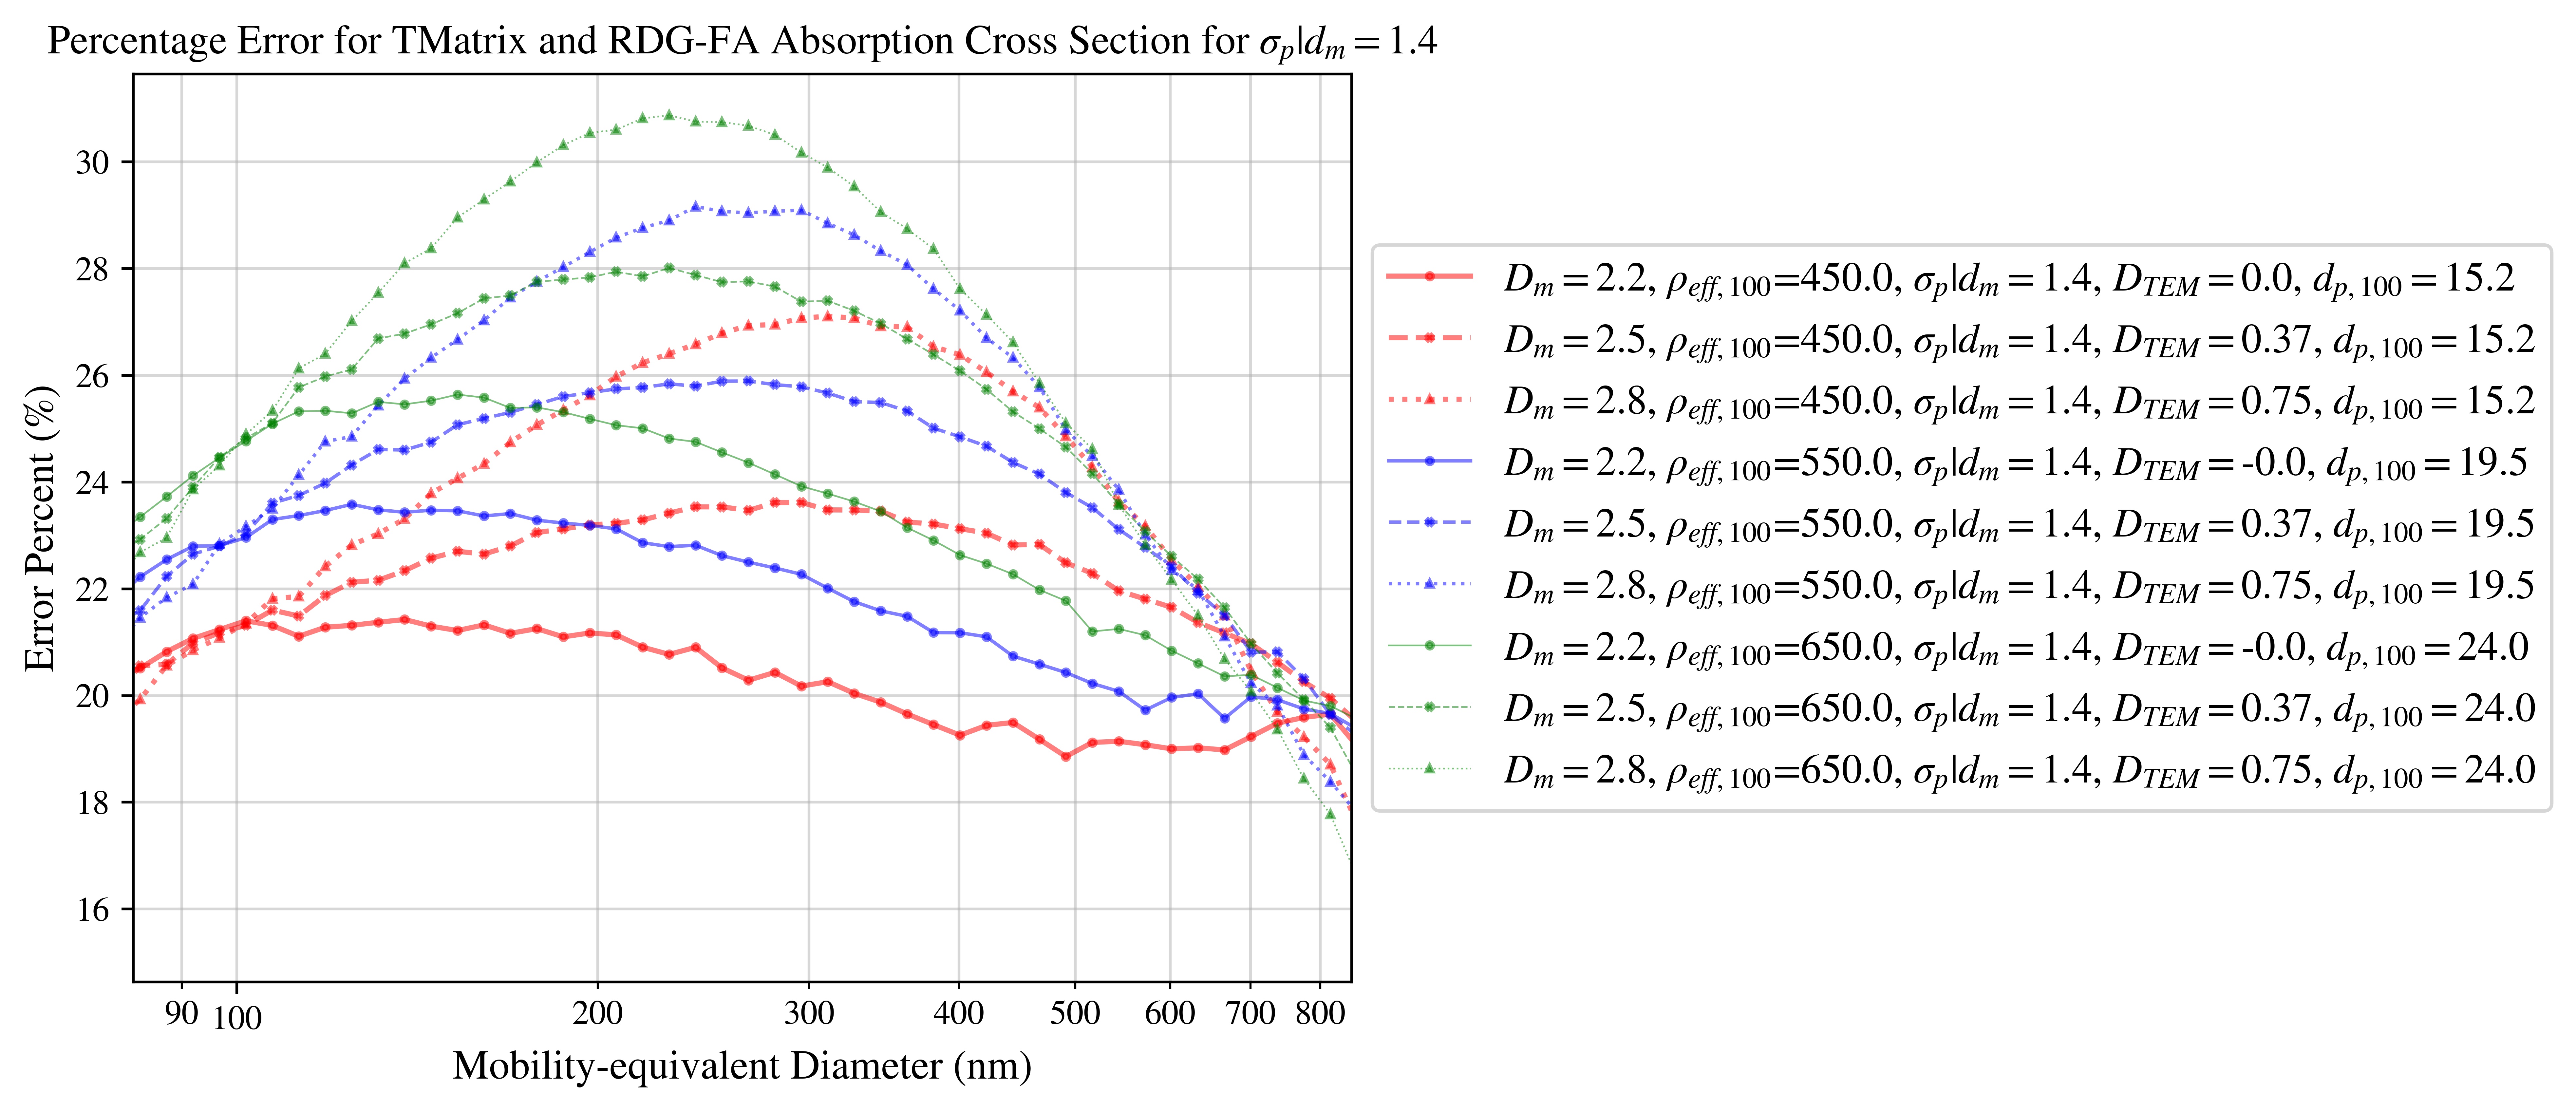 Percentage Error for TMatrix and RDG-FA Absorption Cross Section for σp|dm = 1.4
Error Percent (%)
30
28
26
24
22
20
18
16
90 100 200 300 400 500 600 700 800
Mobility-equivalent Diameter (nm)
Dm = 2.2, ρeff, 100=450.0, σp|dm = 1.4, DTEM = 0.0, dp, 100 = 15.2
Dm = 2.5, ρeff, 100=450.0, σp|dm = 1.4, DTEM = 0.37, dp, 100 = 15.2
Dm = 2.8, ρeff, 100=450.0, σp|dm = 1.4, DTEM = 0.75, dp, 100 = 15.2
Dm = 2.2, ρeff, 100=550.0, σp|dm = 1.4, DTEM = -0.0, dp, 100 = 19.5
Dm = 2.5, ρeff, 100=550.0, σp|dm = 1.4, DTEM = 0.37, dp, 100 = 19.5
Dm = 2.8, ρeff, 100=550.0, σp|dm = 1.4, DTEM = 0.75, dp, 100 = 19.5
Dm = 2.2, ρeff, 100=650.0, σp|dm = 1.4, DTEM = -0.0, dp, 100 = 24.0
Dm = 2.5, ρeff, 100=650.0, σp|dm = 1.4, DTEM = 0.37, dp, 100 = 24.0
Dm = 2.8, ρeff, 100=650.0, σp|dm = 1.4, DTEM = 0.75, dp, 100 = 24.0